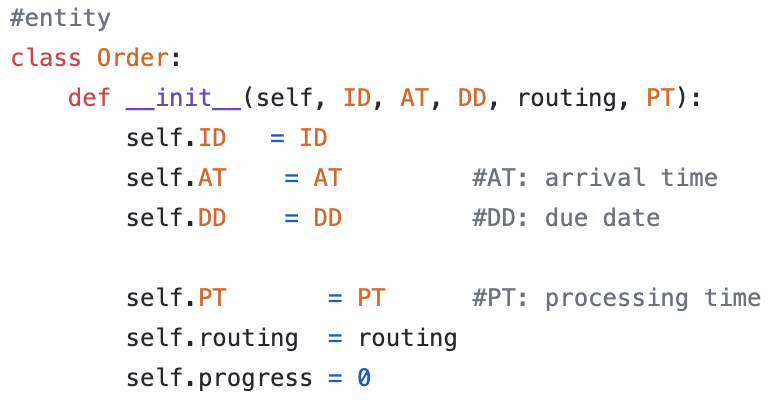 #entity
class Order:
    def __init__(self, ID, AT, DD, routing, PT):
        self.ID   = ID
        self.AT    = AT         #AT: arrival time
        self.DD    = DD         #DD: due date

        self.PT       = PT      #PT: processing time
        self.routing  = routing
        self.progress = 0